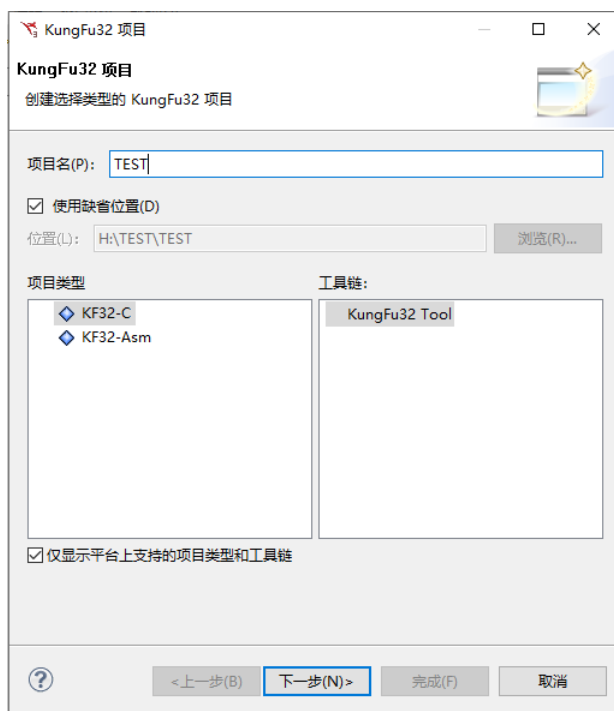 KungFu32 项目
KungFu32 项目
创建选择类型的 KungFu32 项目
项目名(P): TEST
使用缺省位置(D)
位置(L): H:\TEST\TEST 浏览(R)...
项目类型 工具链:
KF32-C KungFu32 Tool
KF32-Asm
仅显示平台上支持的项目类型和工具链
? <上一步(B) 下一步(N)> 完成(F) 取消